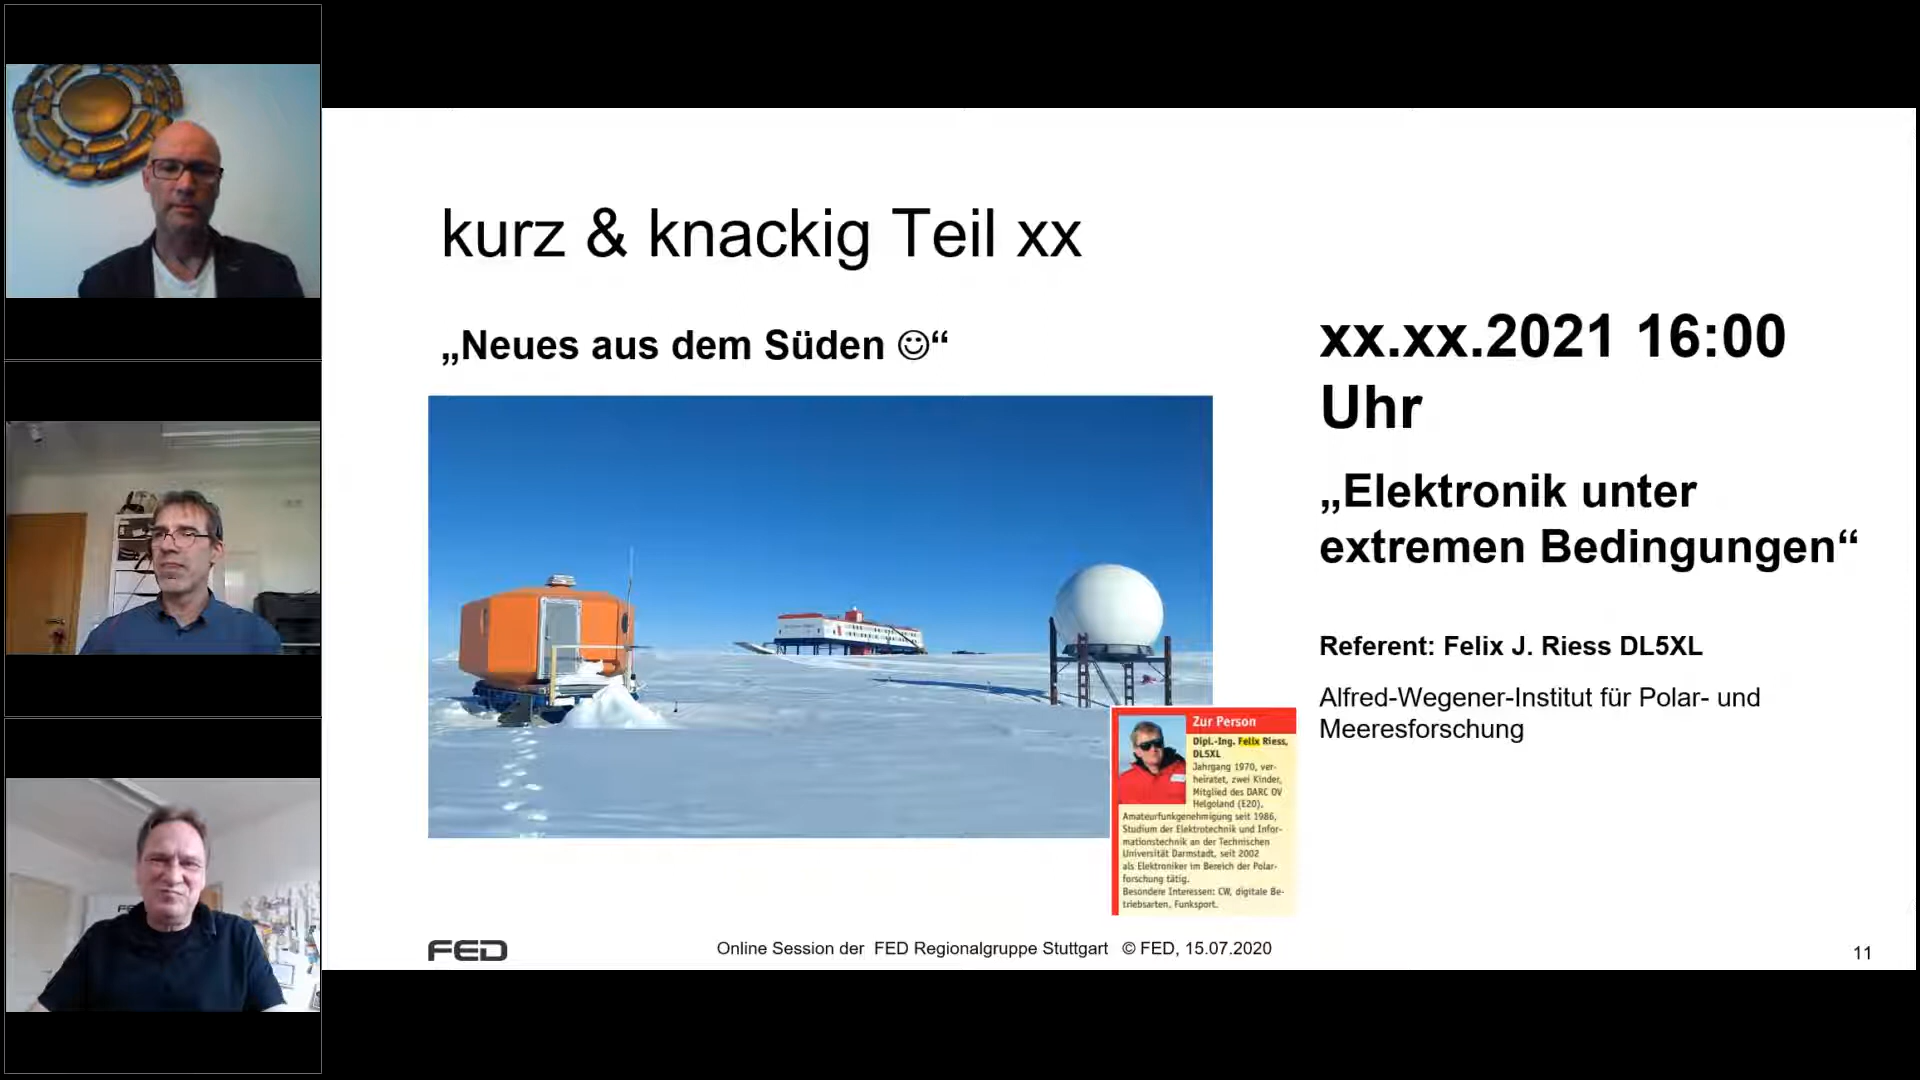 kurz & knackig Teil xx
„Neues aus dem Süden ☺“
xx.xx.2021 16:00
Uhr
„Elektronik unter
extremen Bedingungen“
Referent: Felix J. Riess DL5XL
Alfred-Wegener-Institut für Polar- und
Meeresforschung
Zur Person
Dipl.-Ing. Felix Riess,
DL5XL
Jahrgang 1970, ver-
heiratet, zwei Kinder,
Mitglied des DARC OV
Helgoland (E20).
Amateurfunkgenehmigung seit 1986,
Studium der Elektrotechnik und Infor-
mationstechnik an der Technischen
Universität Darmstadt, seit 2002
als Elektroniker im Bereich der Polar-
forschung tätig.
Besondere Interessen: CW, digitale Be-
triebsarten, Funksport.
FED
Online Session der FED Regionalgruppe Stuttgart © FED, 15.07.2020
11